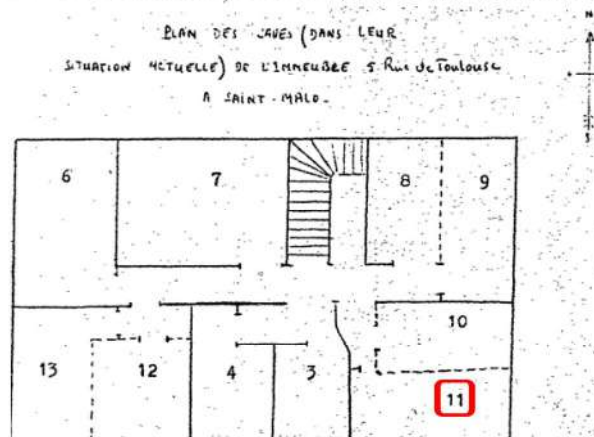 PLAN DES CAVES (DANS LEUR
SITUATION ACTUELLE) DE L'IMMEUBLE 5 Rue de Toulouse
A SAINT-MALO.
N
6
7
8
9
10
13
12
4
3
11